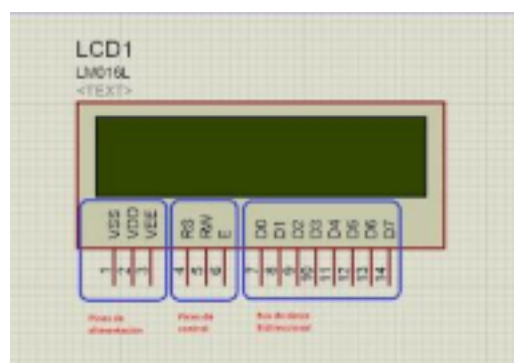 LCD1
LM016L
<TEXT>
VSS
VDD
VEE
RS
RW
E
D0
D1
D2
D3
D4
D5
D6
D7
1
2
3
4
5
6
7
8
9
10
11
12
13
14
Pines de
alimentación
Pines de
control
Bus de datos
Bidireccional